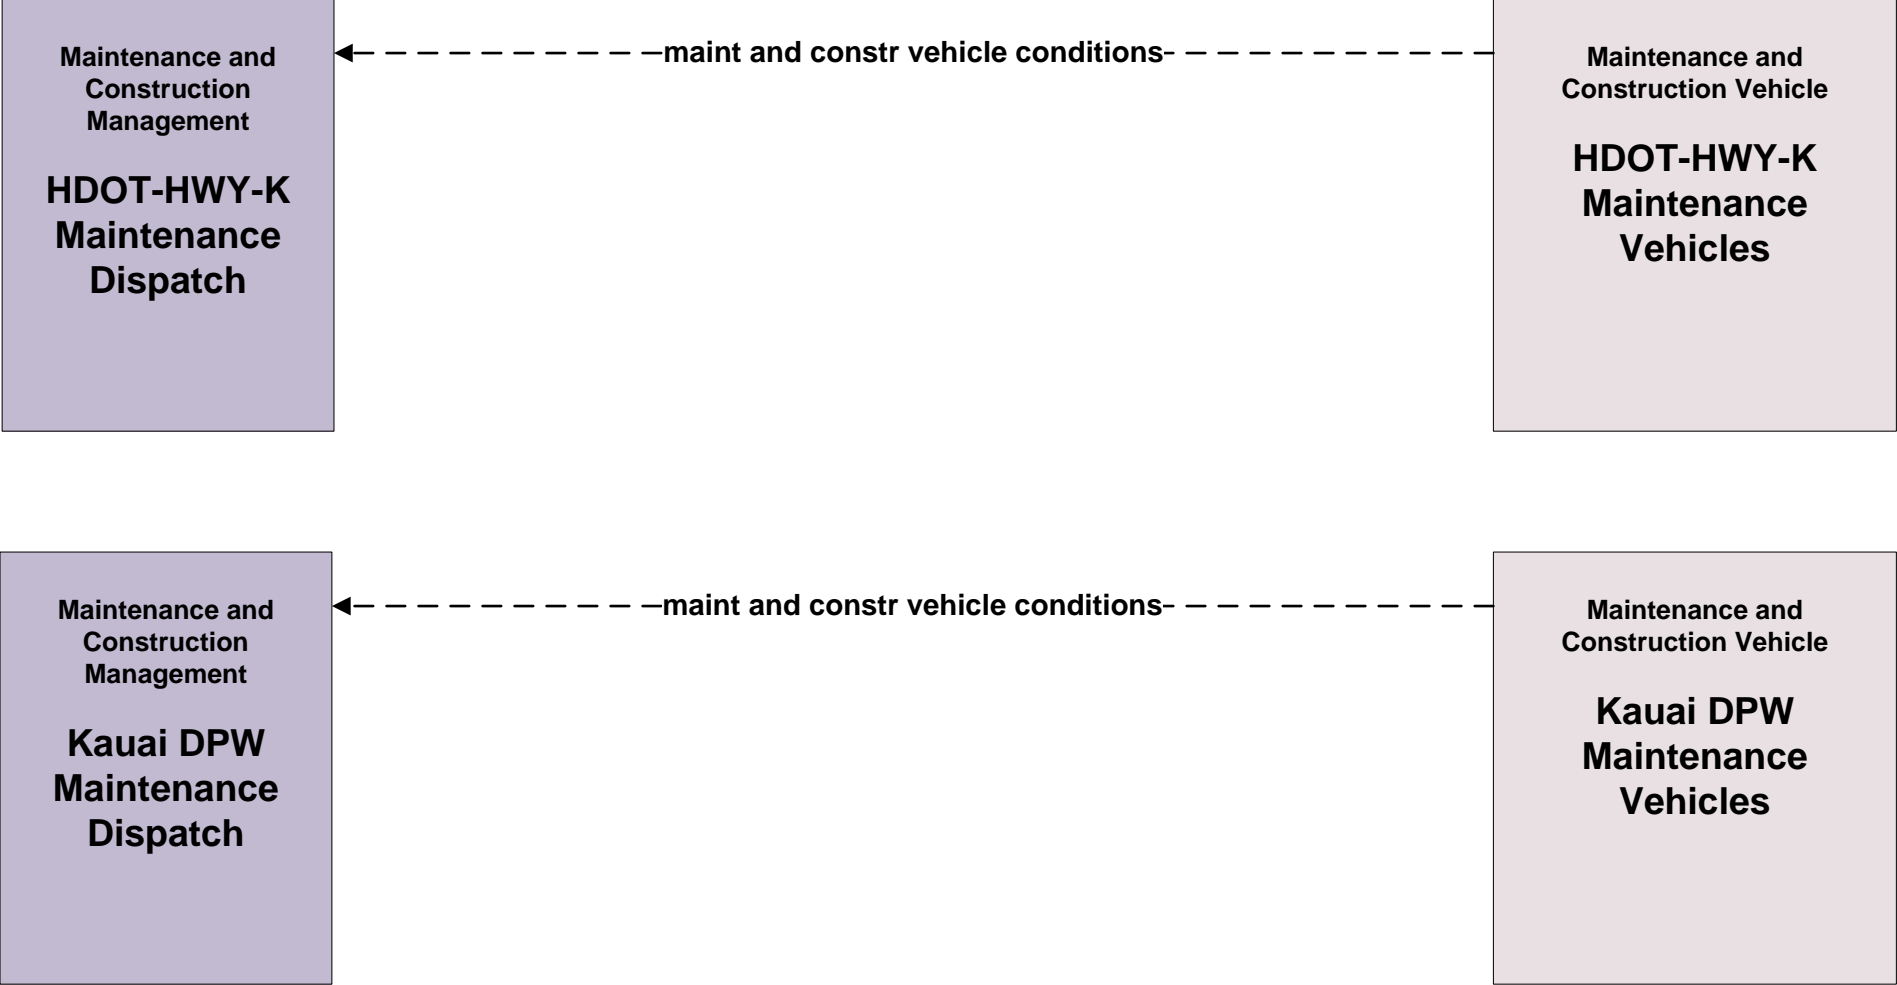 Maintenance and
Construction
Management
HDOT-HWY-K
Maintenance
Dispatch
maint and constr vehicle conditions
Maintenance and
Construction Vehicle
HDOT-HWY-K
Maintenance
Vehicles
Maintenance and
Construction
Management
Kauai DPW
Maintenance
Dispatch
maint and constr vehicle conditions
Maintenance and
Construction Vehicle
Kauai DPW
Maintenance
Vehicles